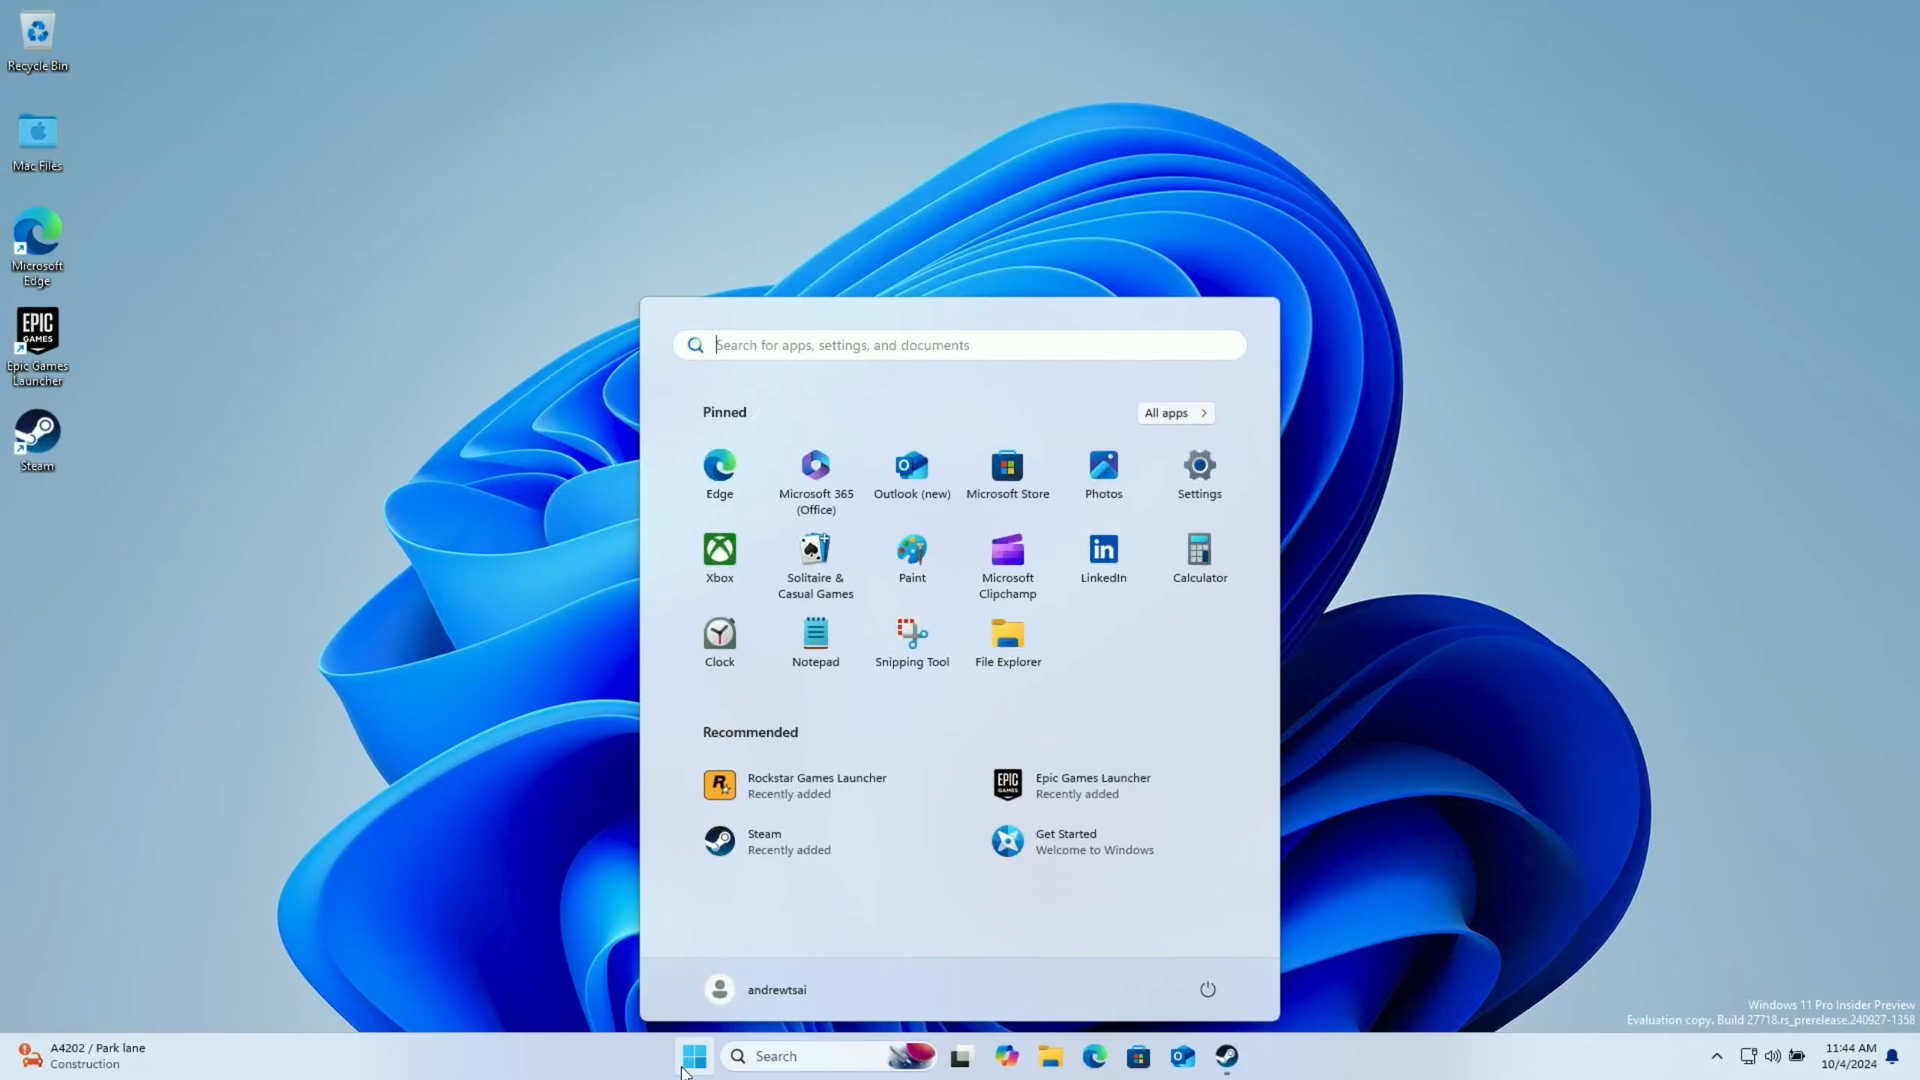 Recycle Bin
Mac Files
Microsoft
Edge
EPIC
GAMES
Epic Games
Launcher
Steam
Search for apps, settings, and documents
Pinned
All apps
Edge
Microsoft 365
(Office)
Outlook (new)
Microsoft Store
Photos
Settings
Xbox
Solitaire &
Casual Games
Paint
Microsoft
Clipchamp
in
LinkedIn
Calculator
Clock
Notepad
Snipping Tool
File Explorer
Recommended
R
Rockstar Games Launcher
Recently added
EPIC
GAMES
Epic Games Launcher
Recently added
Steam
Recently added
Get Started
Welcome to Windows
andrewtsai
Windows 11 Pro Insider Preview
Evaluation copy. Build 27718.rs_prerelease.240927-1358
A4202 / Park lane
Construction
Search
11:44 AM
10/4/2024